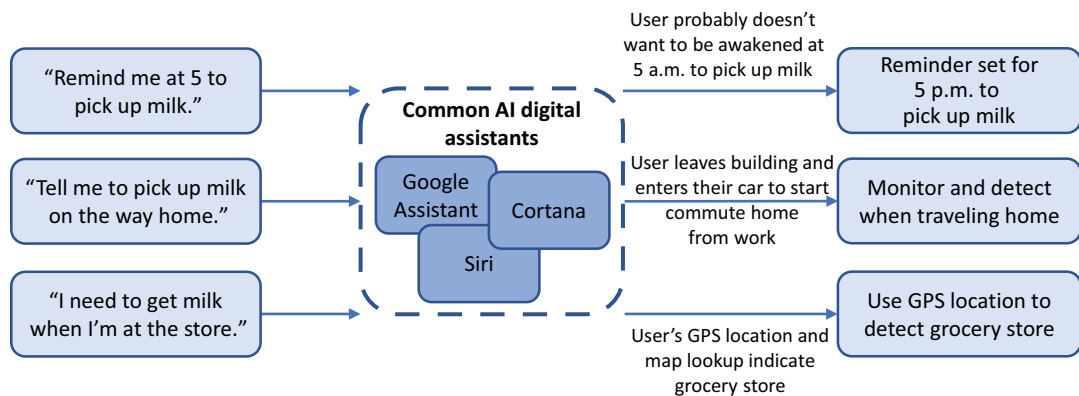 “Remind me at 5 to
pick up milk.”
“Tell me to pick up milk
on the way home.”
“I need to get milk
when I’m at the store.”
Common AI digital
assistants
Google
Assistant
Cortana
Siri
User probably doesn’t
want to be awakened at
5 a.m. to pick up milk
User leaves building and
enters their car to start
commute home
from work
User’s GPS location and
map lookup indicate
grocery store
Reminder set for
5 p.m. to
pick up milk
Monitor and detect
when traveling home
Use GPS location to
detect grocery store